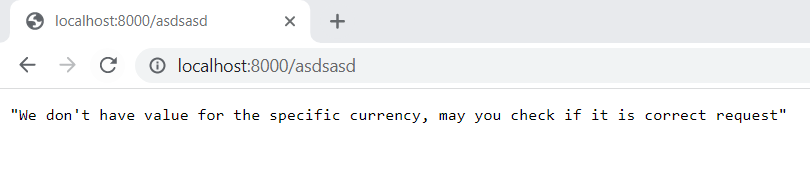 localhost:8000/asdsasd
localhost:8000/asdsasd
"We don't have value for the specific currency, may you check if it is correct request"